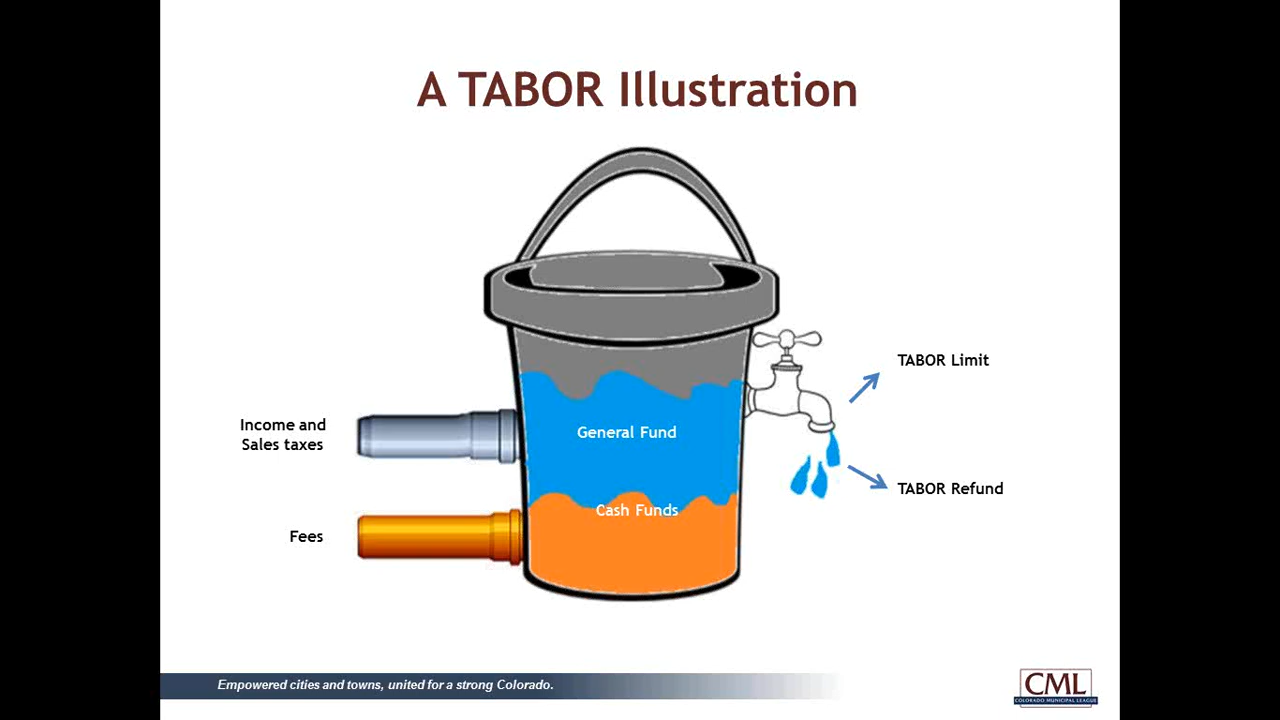 A TABOR Illustration
TABOR Limit
Income and
Sales taxes
General Fund
TABOR Refund
Cash Funds
Fees
Empowered cities and towns, united for a strong Colorado.
CML
COLORADO MUNICIPAL LEAGUE